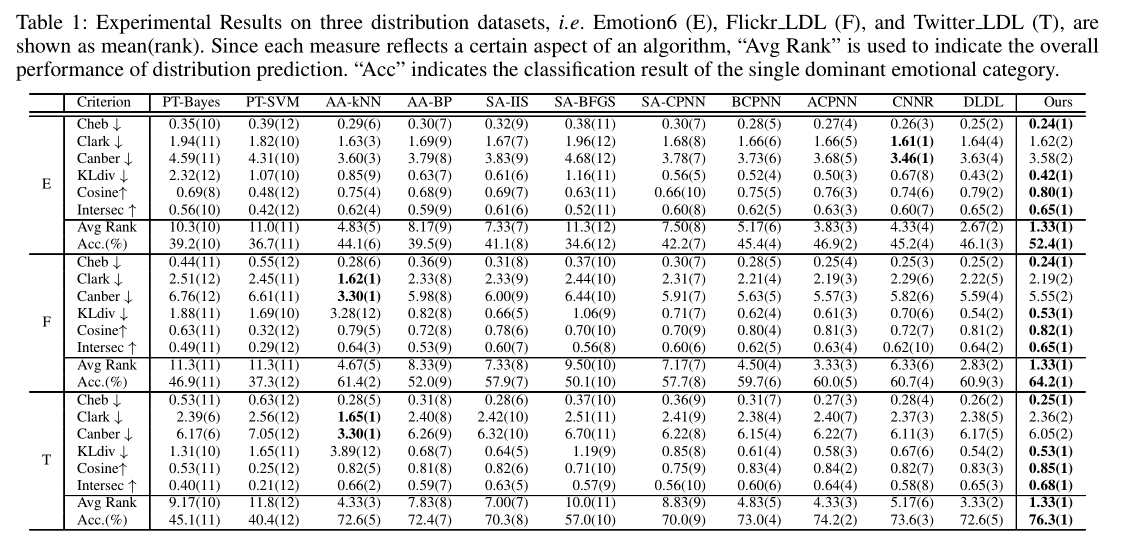 Table 1: Experimental Results on three distribution datasets, i.e. Emotion6 (E), Flickr_LDL (F), and Twitter_LDL (T), are
shown as mean(rank). Since each measure reflects a certain aspect of an algorithm, “Avg Rank” is used to indicate the overall
performance of distribution prediction. “Acc” indicates the classification result of the single dominant emotional category.
Criterion PT-Bayes PT-SVM AA-kNN AA-BP SA-IIS SA-BFGS SA-CPNN BCPNN ACPNN CNNR DLDL Ours
Cheb ↓ 0.35(10) 0.39(12) 0.29(6) 0.30(7) 0.32(9) 0.38(11) 0.30(7) 0.28(5) 0.27(4) 0.26(3) 0.25(2) 0.24(1)
Clark ↓ 1.94(11) 1.82(10) 1.63(3) 1.69(9) 1.67(7) 1.96(12) 1.68(8) 1.66(6) 1.66(5) 1.61(1) 1.64(4) 1.62(2)
Canber ↓ 4.59(11) 4.31(10) 3.60(3) 3.79(8) 3.83(9) 4.68(12) 3.78(7) 3.73(6) 3.68(5) 3.46(1) 3.63(4) 3.58(2)
E KLdiv ↓ 2.32(12) 1.07(10) 0.85(9) 0.63(7) 0.61(6) 1.16(11) 0.56(5) 0.52(4) 0.50(3) 0.67(8) 0.43(2) 0.42(1)
Cosine↑ 0.69(8) 0.48(12) 0.75(4) 0.68(9) 0.69(7) 0.63(11) 0.66(10) 0.75(5) 0.76(3) 0.74(6) 0.79(2) 0.80(1)
Intersec ↑ 0.56(10) 0.42(12) 0.62(4) 0.59(9) 0.61(6) 0.52(11) 0.60(8) 0.62(5) 0.63(3) 0.60(7) 0.65(2) 0.65(1)
Avg Rank 10.3(10) 11.0(11) 4.83(5) 8.17(9) 7.33(7) 11.3(12) 7.50(8) 5.17(6) 3.83(3) 4.33(4) 2.67(2) 1.33(1)
Acc.(%) 39.2(10) 36.7(11) 44.1(6) 39.5(9) 41.1(8) 34.6(12) 42.2(7) 45.4(4) 46.9(2) 45.2(4) 46.1(3) 52.4(1)
Cheb ↓ 0.44(11) 0.55(12) 0.28(6) 0.36(9) 0.31(8) 0.37(10) 0.30(7) 0.28(5) 0.25(4) 0.25(3) 0.25(2) 0.24(1)
Clark ↓ 2.51(12) 2.45(11) 1.62(1) 2.33(8) 2.33(9) 2.44(10) 2.31(7) 2.21(4) 2.19(3) 2.29(6) 2.22(5) 2.19(2)
Canber ↓ 6.76(12) 6.61(11) 3.30(1) 5.98(8) 6.00(9) 6.44(10) 5.91(7) 5.63(5) 5.57(3) 5.82(6) 5.59(4) 5.55(2)
F KLdiv ↓ 1.88(11) 1.69(10) 3.28(12) 0.82(8) 0.66(5) 1.06(9) 0.71(7) 0.62(4) 0.61(3) 0.70(6) 0.54(2) 0.53(1)
Cosine↑ 0.63(11) 0.32(12) 0.79(5) 0.72(8) 0.78(6) 0.70(10) 0.70(9) 0.80(4) 0.81(3) 0.72(7) 0.81(2) 0.82(1)
Intersec ↑ 0.49(11) 0.29(12) 0.64(3) 0.53(9) 0.60(7) 0.56(8) 0.60(6) 0.62(5) 0.63(4) 0.62(10) 0.64(2) 0.65(1)
Avg Rank 11.3(11) 11.3(11) 4.67(5) 8.33(9) 7.33(8) 9.50(10) 7.17(7) 4.50(4) 3.33(3) 6.33(6) 2.83(2) 1.33(1)
Acc.(%) 46.9(11) 37.3(12) 61.4(2) 52.0(9) 57.9(7) 50.1(10) 57.7(8) 59.7(6) 60.0(5) 60.7(4) 60.9(3) 64.2(1)
Cheb ↓ 0.53(11) 0.63(12) 0.28(5) 0.31(8) 0.28(6) 0.37(10) 0.36(9) 0.31(7) 0.27(3) 0.28(4) 0.26(2) 0.25(1)
Clark ↓ 2.39(6) 2.56(12) 1.65(1) 2.40(8) 2.42(10) 2.51(11) 2.41(9) 2.38(4) 2.40(7) 2.37(3) 2.38(5) 2.36(2)
Canber ↓ 6.17(6) 7.05(12) 3.30(1) 6.26(9) 6.32(10) 6.70(11) 6.22(8) 6.15(4) 6.22(7) 6.11(3) 6.17(5) 6.05(2)
T KLdiv ↓ 1.31(10) 1.65(11) 3.89(12) 0.68(7) 0.64(5) 1.19(9) 0.85(8) 0.61(4) 0.58(3) 0.67(6) 0.54(2) 0.53(1)
Cosine↑ 0.53(11) 0.25(12) 0.82(5) 0.81(8) 0.82(6) 0.71(10) 0.75(9) 0.83(4) 0.84(2) 0.82(7) 0.83(3) 0.85(1)
Intersec ↑ 0.40(11) 0.21(12) 0.66(2) 0.59(7) 0.63(5) 0.57(9) 0.56(10) 0.60(6) 0.64(4) 0.58(8) 0.65(3) 0.68(1)
Avg Rank 9.17(10) 11.8(12) 4.33(3) 7.83(8) 7.00(7) 10.0(11) 8.83(9) 4.83(5) 4.33(3) 5.17(6) 3.33(2) 1.33(1)
Acc.(%) 45.1(11) 40.4(12) 72.6(5) 72.4(7) 70.3(8) 57.0(10) 70.0(9) 73.0(4) 74.2(2) 73.6(3) 72.6(5) 76.3(1)